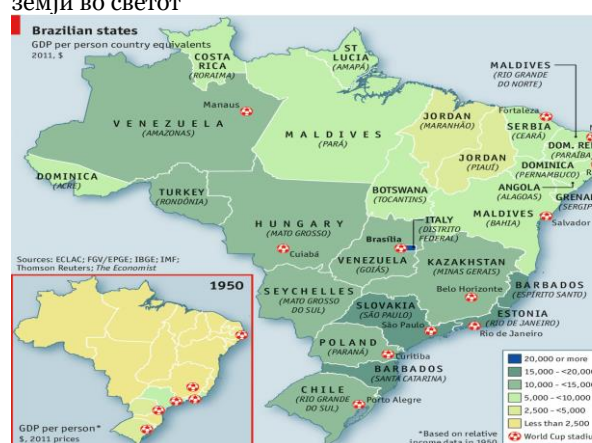 земји во светот
Brazilian states
GDP per person country equivalents
2011, $
COSTA
RICA
(RORAIMA)
ST
LUCIA
(AMAPÁ)
MALDIVES
(RIO GRANDE
DO NORTE)
Manaus
VENEZUELA
(AMAZONAS)
MALDIVES
(PARÁ)
JORDAN
(MARANHÃO)
Fortaleza
SERBIA
(CEARÁ)
JORDAN
(PIAUÍ)
DOM. RE
(PARAÍBA)
DOMINICA
(PERNAMBUCO)
DOMINICA
(ACRE)
ANGOLA
(ALAGOAS)
GRENA
(SERGIP
TURKEY
(RONDÔNIA)
BOTSWANA
(TOCANTINS)
MALDIVES
(BAHIA)
Salvador
HUNGARY
(MATO GROSSO)
Cuiabá
ITALY
(DISTRITO
FEDERAL)
Brasília
VENEZUELA
(GOIÁS)
KAZAKHSTAN
(MINAS GERAIS)
Belo Horizonte
BARBADOS
(ESPÍRITO SANTO)
Sources: ECLAC; FGV/EPGE; IBGE; IMF;
Thomson Reuters; The Economist
SEYCHELLES
(MATO GROSSO
DO SUL)
SLOVAKIA
(SÃO PAULO)
São Paulo
ESTONIA
(RIO DE JANEIRO)
Rio de Janeiro
POLAND
(PARANÁ)
Curitiba
BARBADOS
(SANTA CATARINA)
CHILE
(RIO GRANDE
DO SUL)
Porto Alegre
1950
GDP per person*
$, 2011 prices
20,000 or more
15,000 - <20,000
10,000 - <15,00
5,000 - <10,000
2,500 - <5,000
Less than 2,500
World Cup stadiu
*Based on relative
income data in 1950